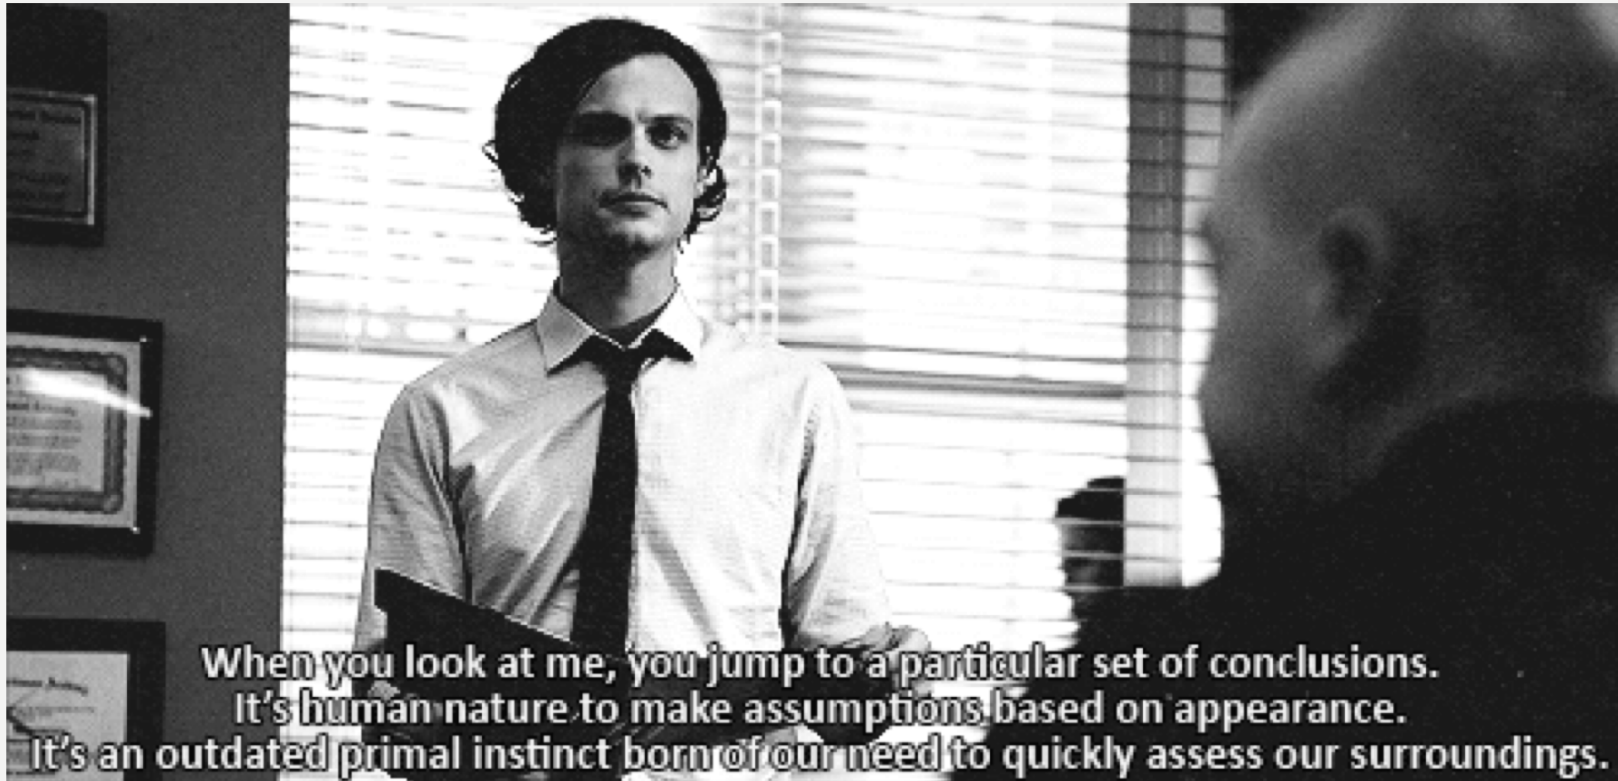 When you look at me, you jump to a particular set of conclusions.
It's human nature to make assumptions based on appearance.
It's an outdated primal instinct born of our need to quickly assess our surroundings.